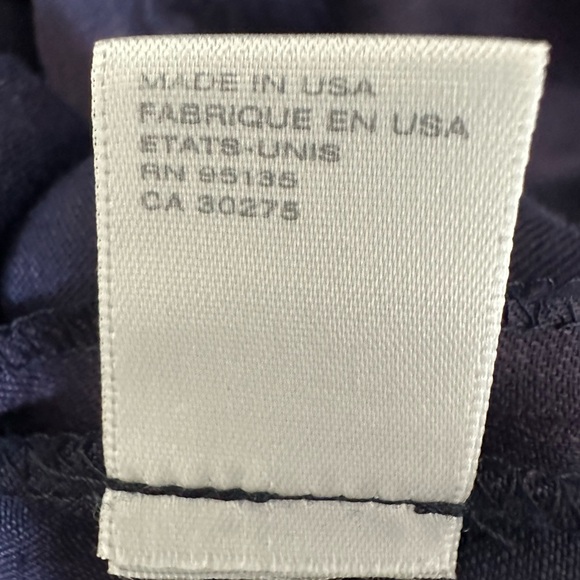 MADE IN USA
FABRIQUE EN USA
ETATS-UNIS
RN 95135
CA 30275